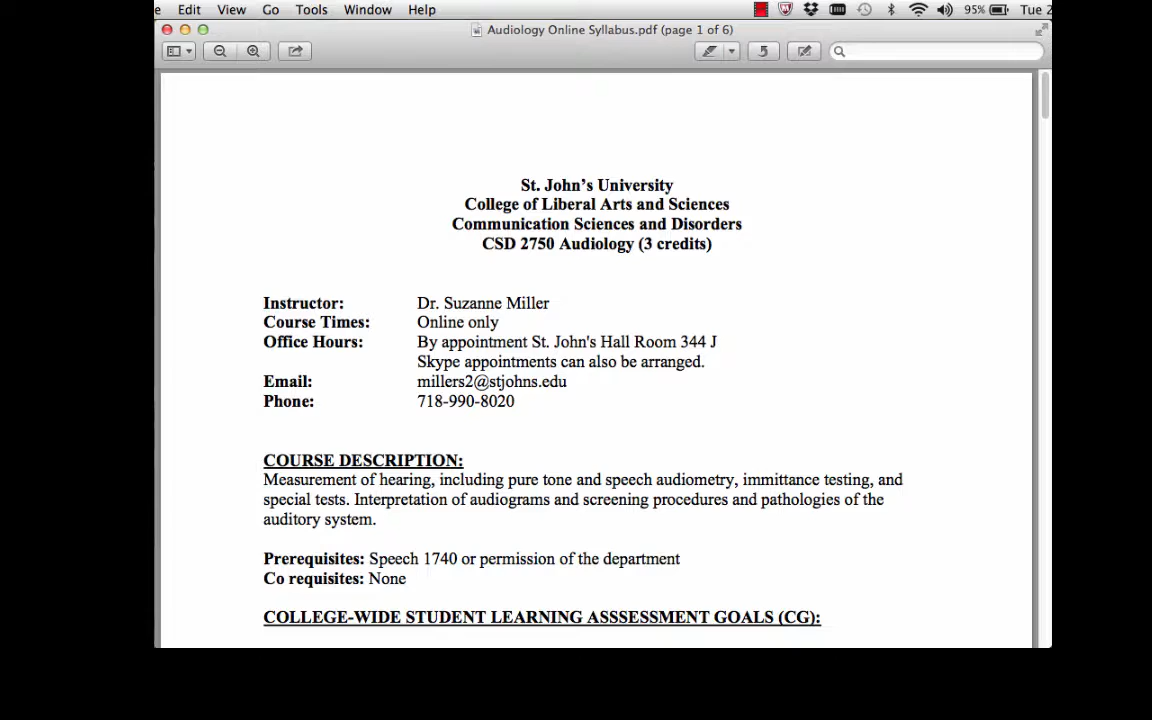 e Edit View Go Tools Window Help 95% Tue 2
Audiology Online Syllabus.pdf (page 1 of 6)
St. John’s University
College of Liberal Arts and Sciences
Communication Sciences and Disorders
CSD 2750 Audiology (3 credits)
Instructor: Dr. Suzanne Miller
Course Times: Online only
Office Hours: By appointment St. John's Hall Room 344 J
Skype appointments can also be arranged.
Email: millers2@stjohns.edu
Phone: 718-990-8020
COURSE DESCRIPTION:
Measurement of hearing, including pure tone and speech audiometry, immittance testing, and
special tests. Interpretation of audiograms and screening procedures and pathologies of the
auditory system.
Prerequisites: Speech 1740 or permission of the department
Co requisites: None
COLLEGE-WIDE STUDENT LEARNING ASSSESSMENT GOALS (CG):